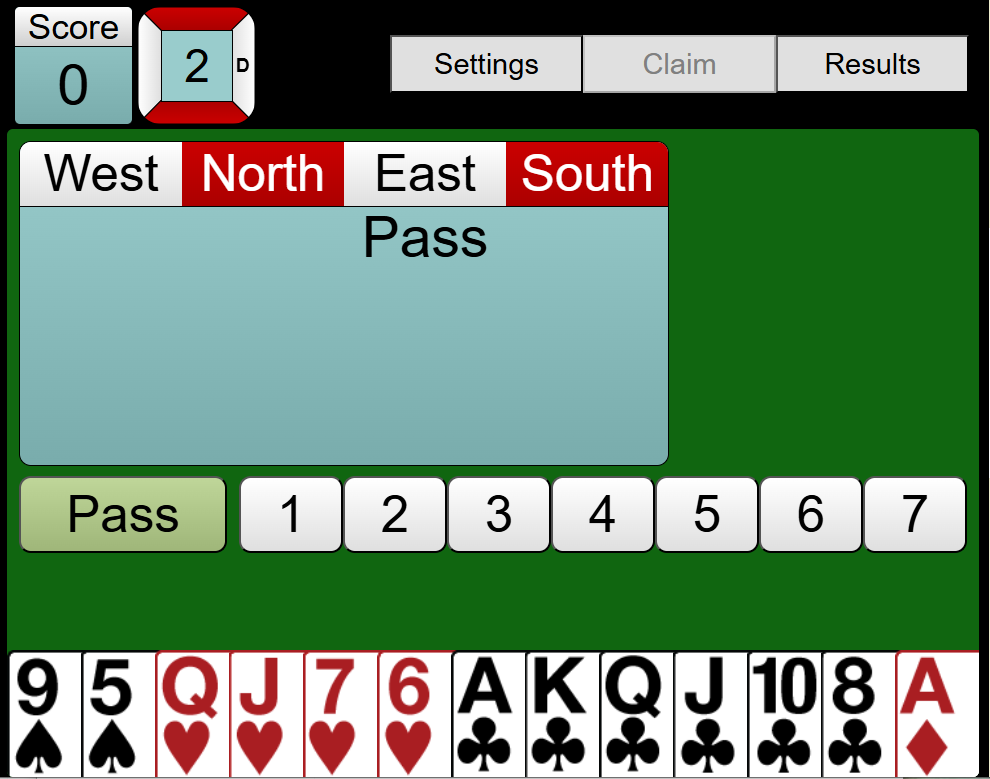 Score
0
2
D
Settings Claim Results
West North East South
Pass
Pass 1 2 3 4 5 6 7
9 5 Q J 7 6 A K Q J 10 8 A